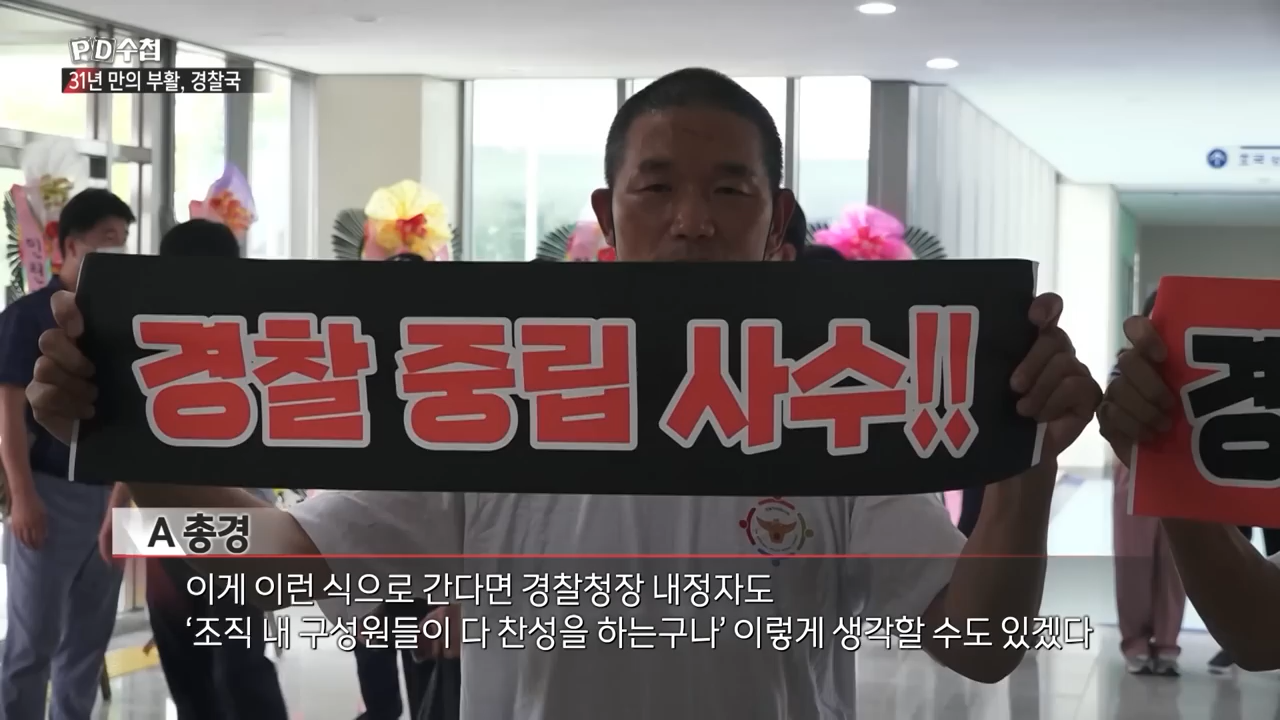 PD수첩
31년 만의 부활, 경찰국
경찰 중립 사수!!
경
A 총경
이게 이런 식으로 간다면 경찰청장 내정자도
‘조직 내 구성원들이 다 찬성을 하는구나’ 이렇게 생각할 수도 있겠다